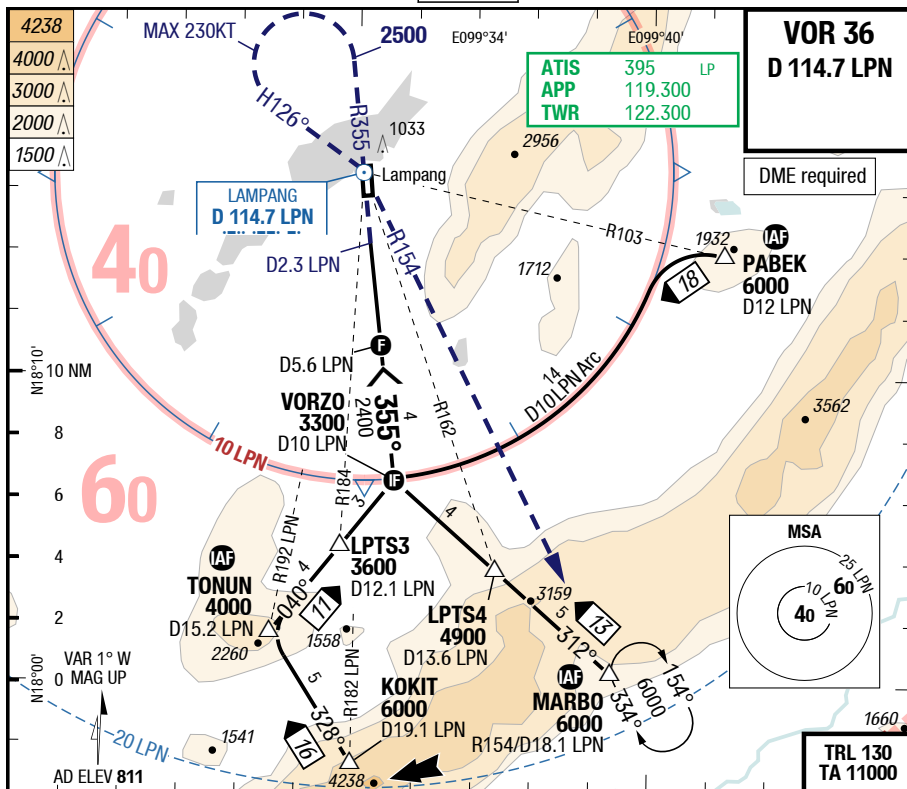 4238
4000
3000
2000
1500
MAX 230KT
2500
E099°34'
E099°40'
ATIS 395 LP
APP 119.300
TWR 122.300
VOR 36
D 114.7 LPN
DME required
H126°
R355
1033
2956
Lampang
LAMPANG
D 114.7 LPN
D2.3 LPN
R154
R103
1932
IAF
PABEK
6000
D12 LPN
18
1712
40
N18°10'
10 NM
8
6
4
2
0
N18°00'
F
D5.6 LPN
VORZO
3300
D10 LPN
355°
2400
4
R162
14
D10 LPN Arc
3562
10 LPN
60
IF
R184
3
4
R192 LPN
LPTS3
3600
D12.1 LPN
IAF
TONUN
4000
D15.2 LPN
4
040°
11
2260
1558
R182 LPN
5
328°
16
KOKIT
6000
D19.1 LPN
4238
1541
LPTS4
4900
D13.6 LPN
3159
5
13
312°
IAF
MARBO
6000
R154/D18.1 LPN
154°
6000
334°
MSA
25 LPN
60
10 LPN
40
VAR 1° W
MAG UP
AD ELEV 811
20 LPN
1660
TRL 130
TA 11000